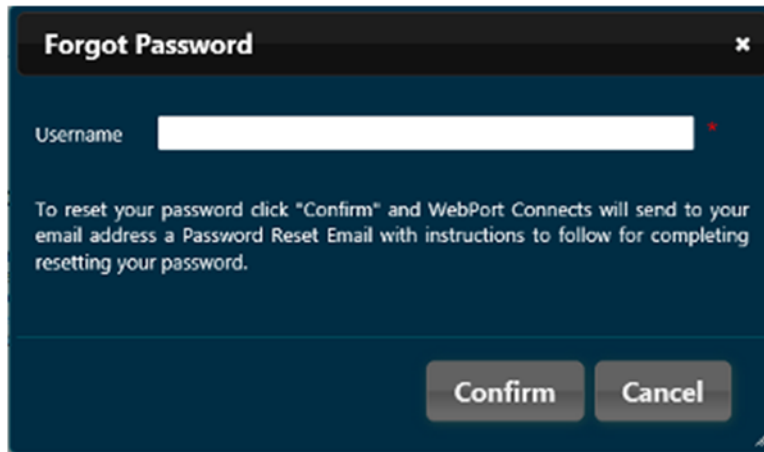 Forgot Password
Username *
To reset your password click "Confirm" and WebPort Connects will send to your
email address a Password Reset Email with instructions to follow for completing
resetting your password.
Confirm Cancel